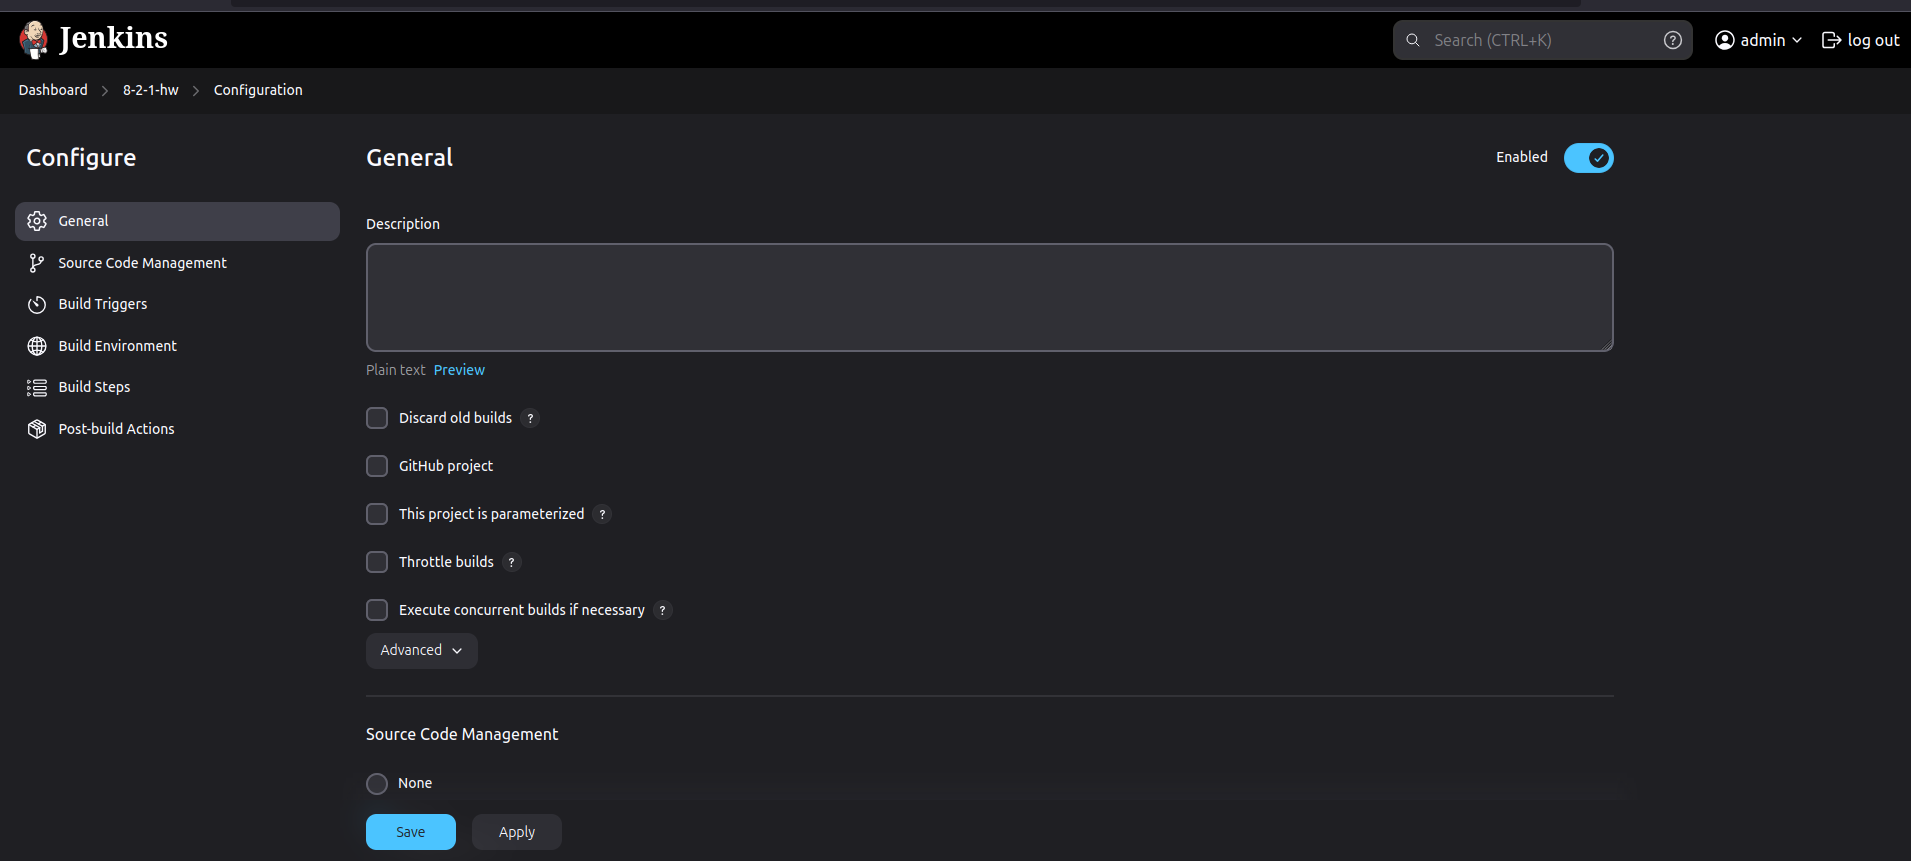 Jenkins
Search (CTRL+K) ?
admin
log out
Dashboard > 8-2-1-hw > Configuration
Configure
General
Source Code Management
Build Triggers
Build Environment
Build Steps
Post-build Actions
General
Enabled
Description
Plain text Preview
Discard old builds ?
GitHub project
This project is parameterized ?
Throttle builds ?
Execute concurrent builds if necessary ?
Advanced
Source Code Management
None
Save
Apply